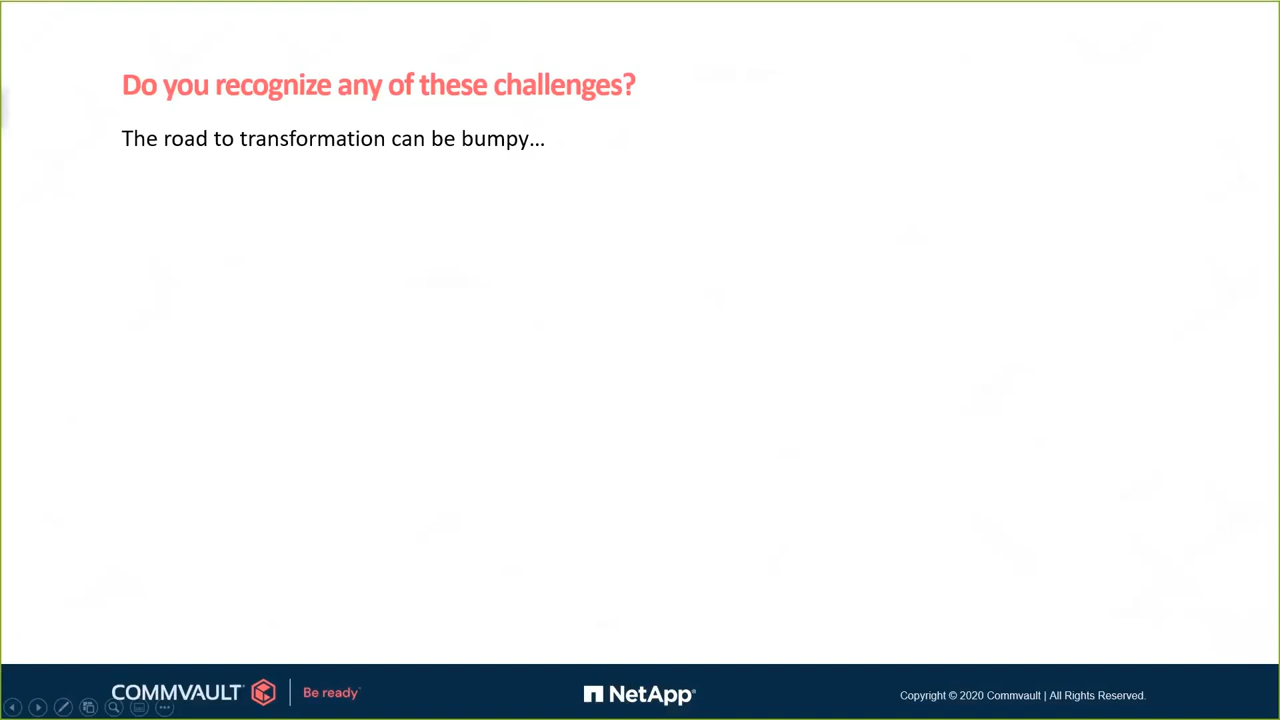 Do you recognize any of these challenges?
The road to transformation can be bumpy...
COMMVAULT Be ready
NetApp®
Copyright © 2020 Commvault | All Rights Reserved.